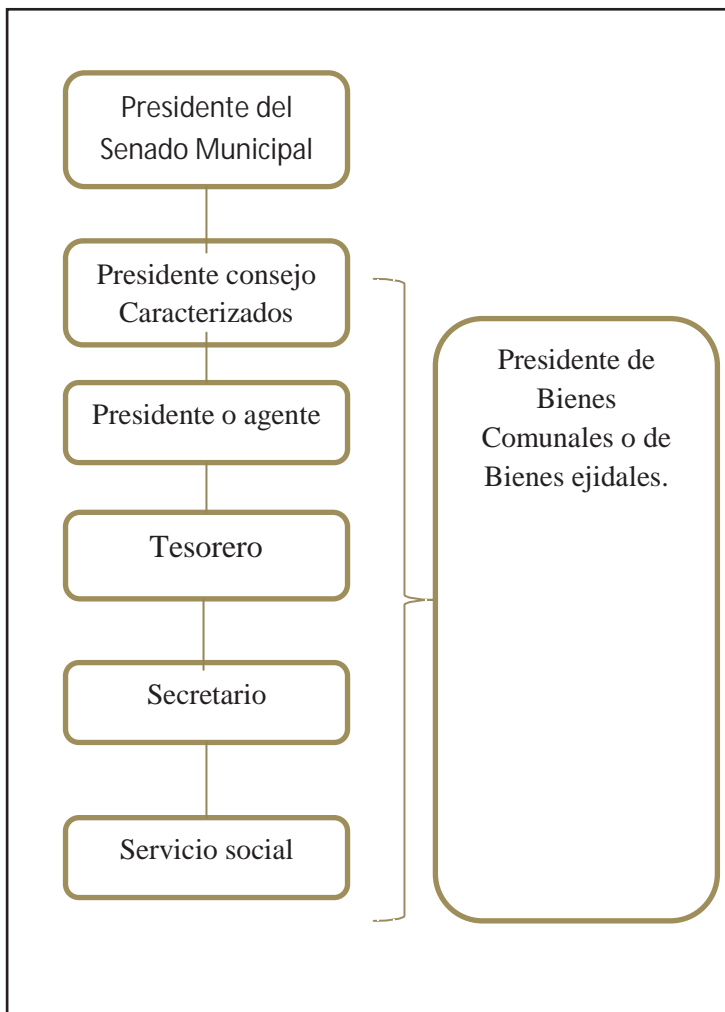 Presidente del
Senado Municipal
Presidente consejo
Caracterizados
Presidente o agente
Tesorero
Secretario
Servicio social
Presidente de
Bienes
Comunales o de
Bienes ejidales.